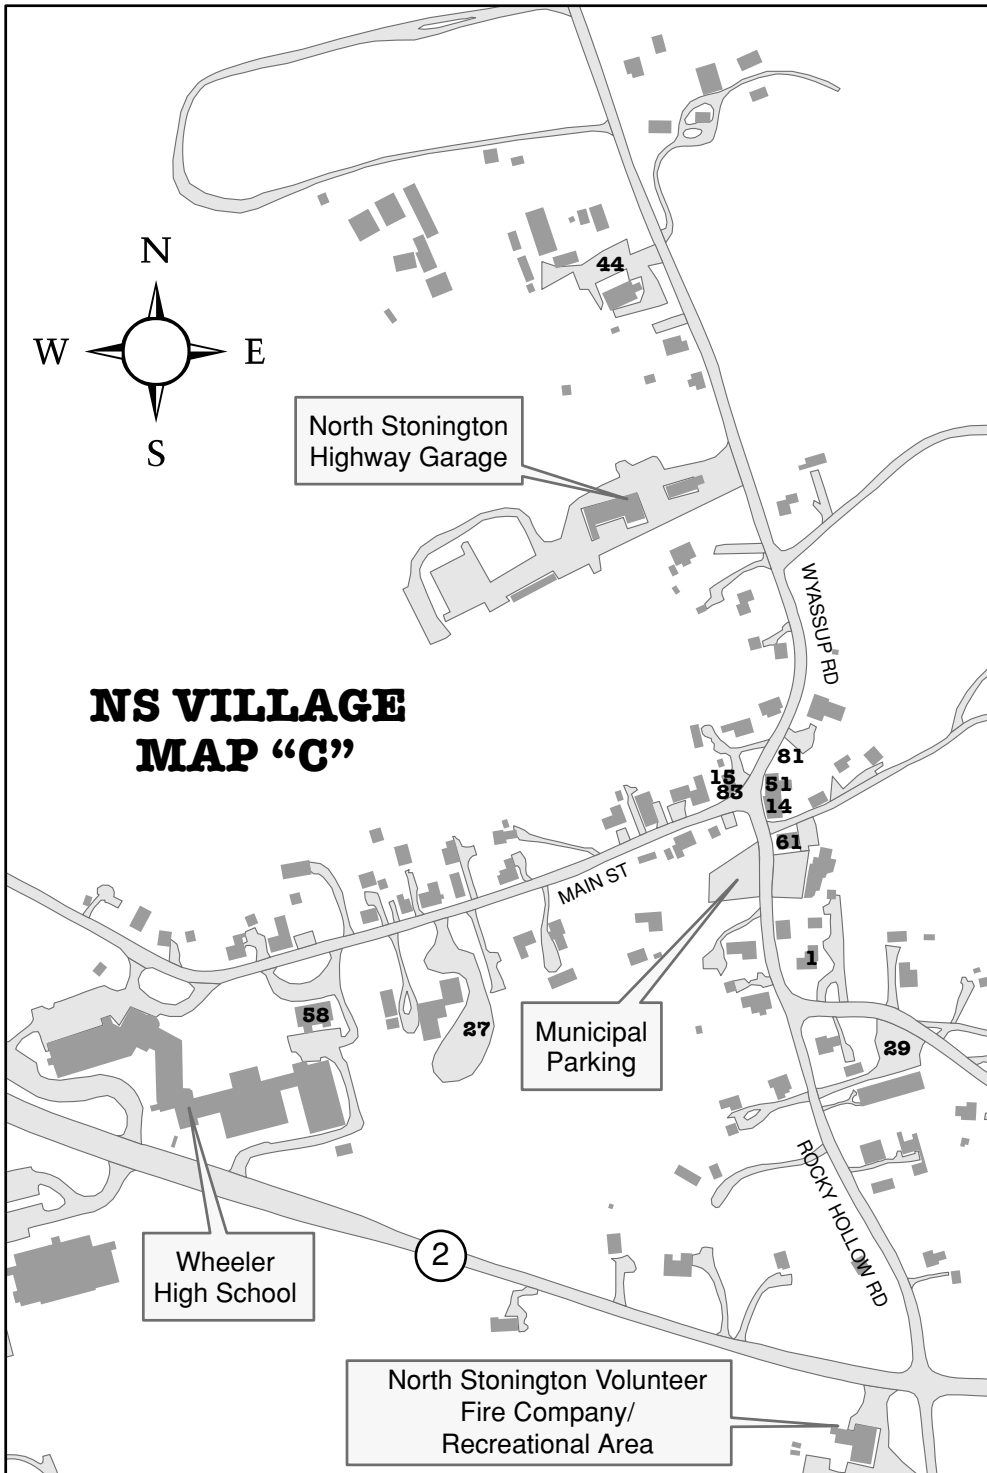 44
N
W
E
S
North Stonington
Highway Garage
WYASSUP RD
NS VILLAGE
MAP “C”
81
15
51
83
14
61
MAIN ST
1
58
27
Municipal
Parking
29
ROCKY HOLLOW RD
2
Wheeler
High School
North Stonington Volunteer
Fire Company/
Recreational Area